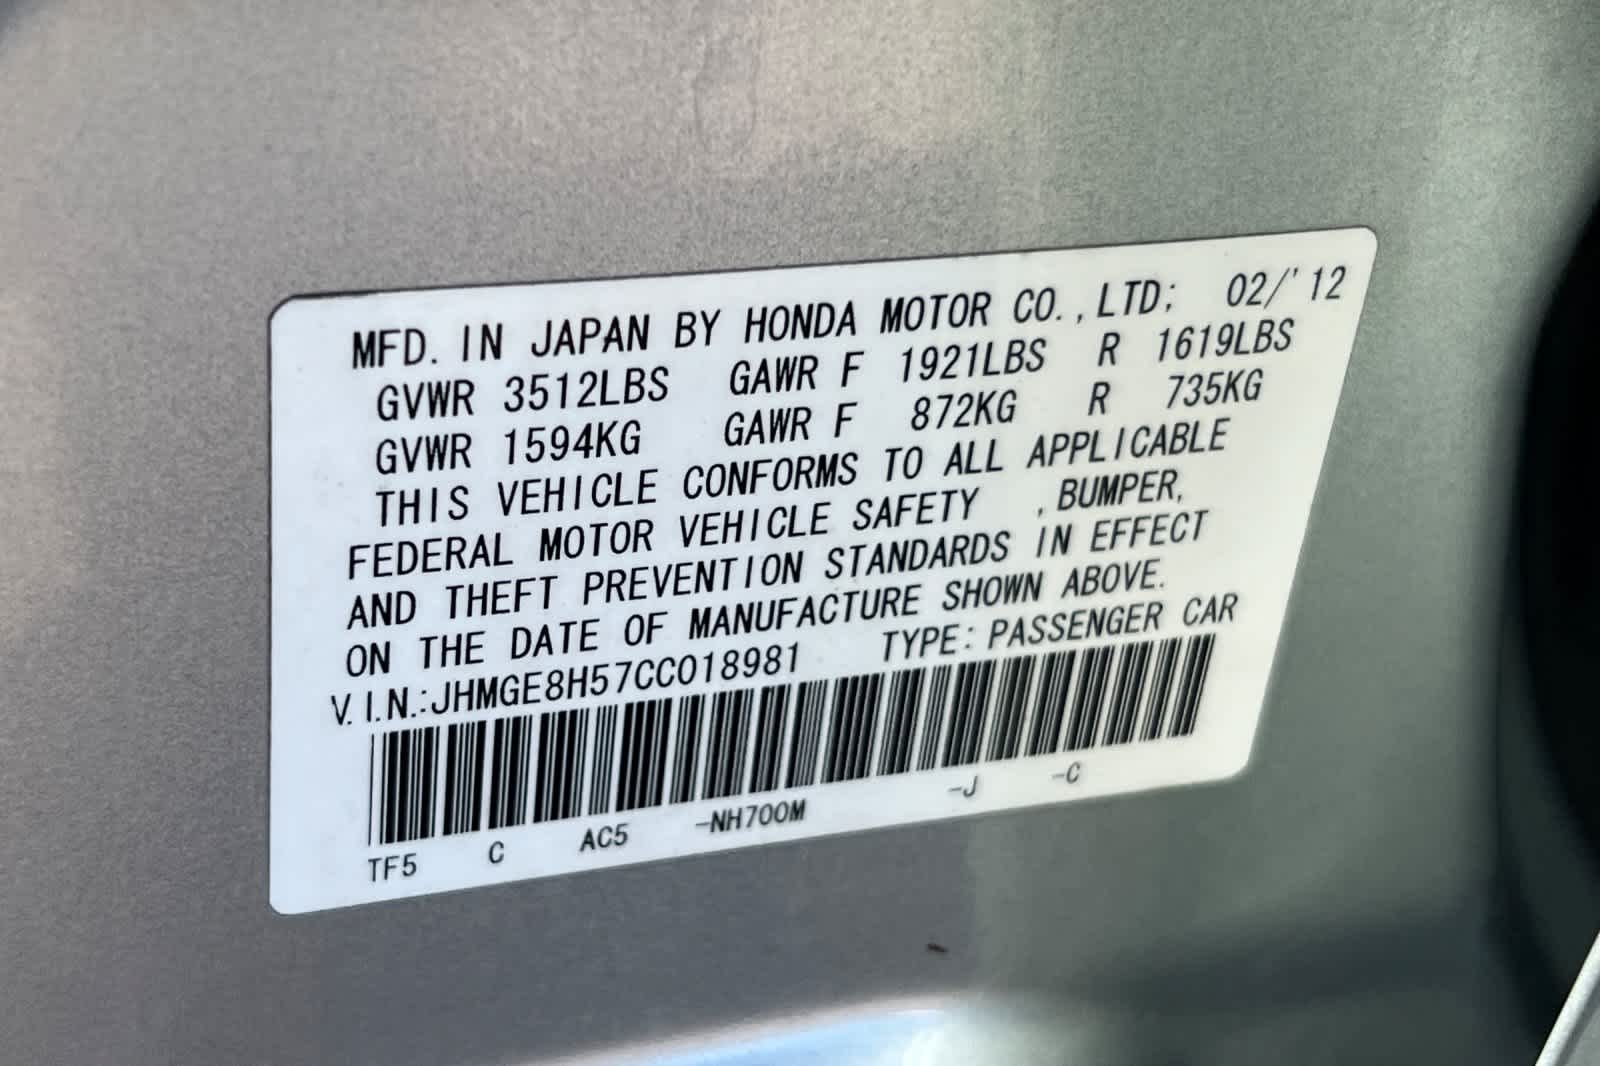 MFD. IN JAPAN BY HONDA MOTOR CO., LTD; 02/'12
GVWR 3512LBS GAWR F 1921LBS R 1619LBS
GVWR 1594KG GAWR F 872KG R 735KG
THIS VEHICLE CONFORMS TO ALL APPLICABLE
FEDERAL MOTOR VEHICLE SAFETY , BUMPER,
AND THEFT PREVENTION STANDARDS IN EFFECT
ON THE DATE OF MANUFACTURE SHOWN ABOVE.
V.I.N.:JHMGE8H57CC018981 TYPE: PASSENGER CAR
TF5 C AC5 -NH700M -J -C